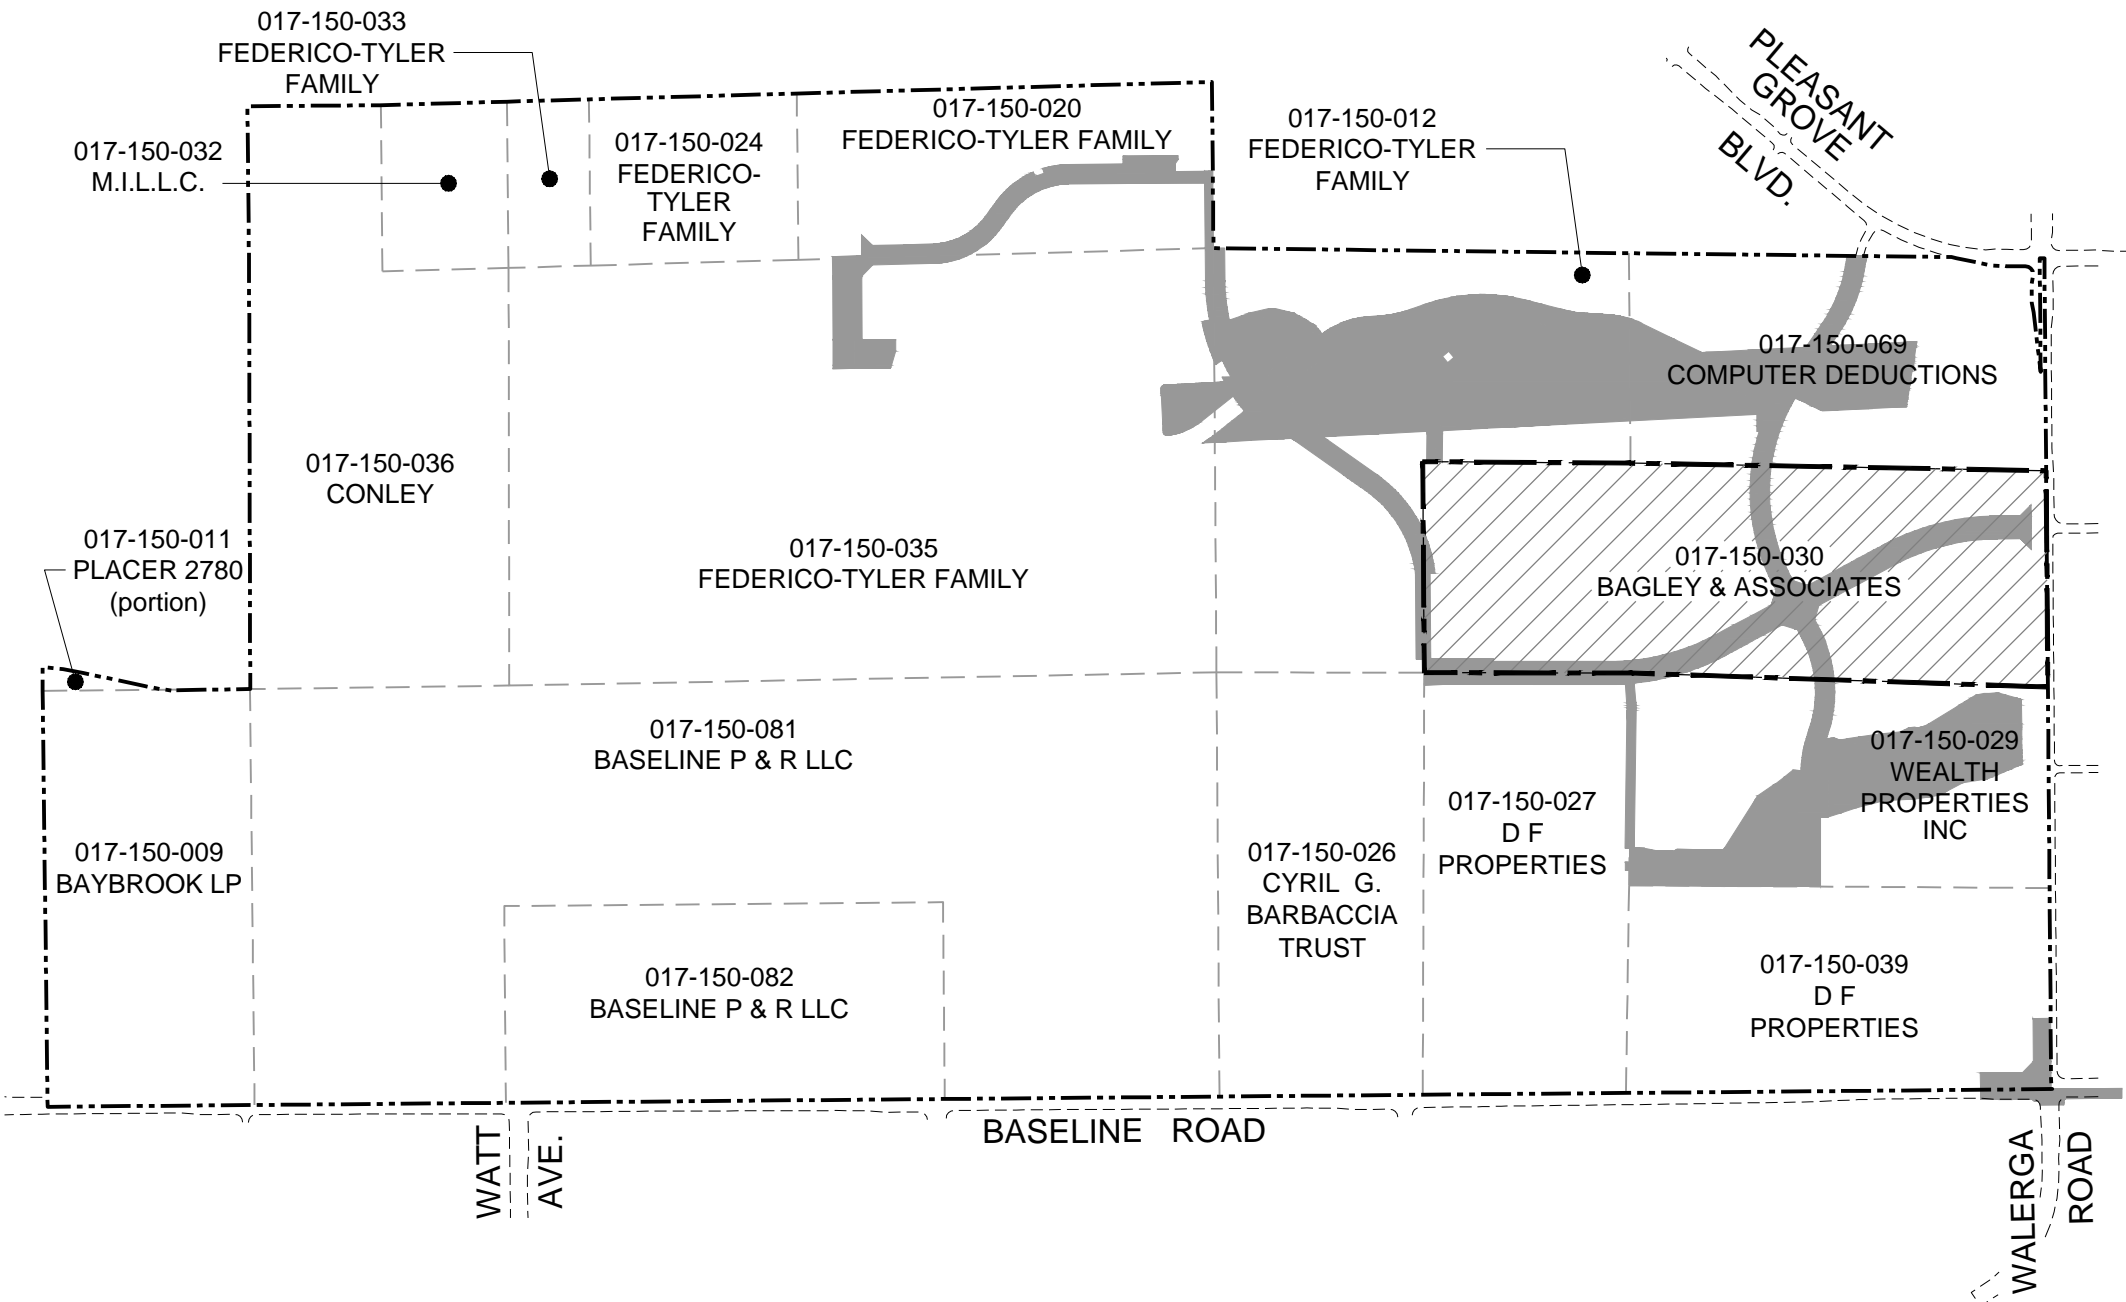 017-150-033
FEDERICO-TYLER
FAMILY
017-150-032
M.I.L.L.C.
017-150-024
FEDERICO-
TYLER
FAMILY
017-150-020
FEDERICO-TYLER FAMILY
017-150-012
FEDERICO-TYLER
FAMILY
PLEASANT
GROVE
BLVD.
017-150-069
COMPUTER DEDUCTIONS
017-150-036
CONLEY
017-150-011
PLACER 2780
(portion)
017-150-035
FEDERICO-TYLER FAMILY
017-150-030
BAGLEY & ASSOCIATES
017-150-081
BASELINE P & R LLC
017-150-029
WEALTH
PROPERTIES
INC
017-150-027
D F
PROPERTIES
017-150-009
BAYBROOK LP
017-150-026
CYRIL G.
BARBACCIA
TRUST
017-150-082
BASELINE P & R LLC
017-150-039
D F
PROPERTIES
BASELINE ROAD
WATT
AVE.
WALERGA
ROAD